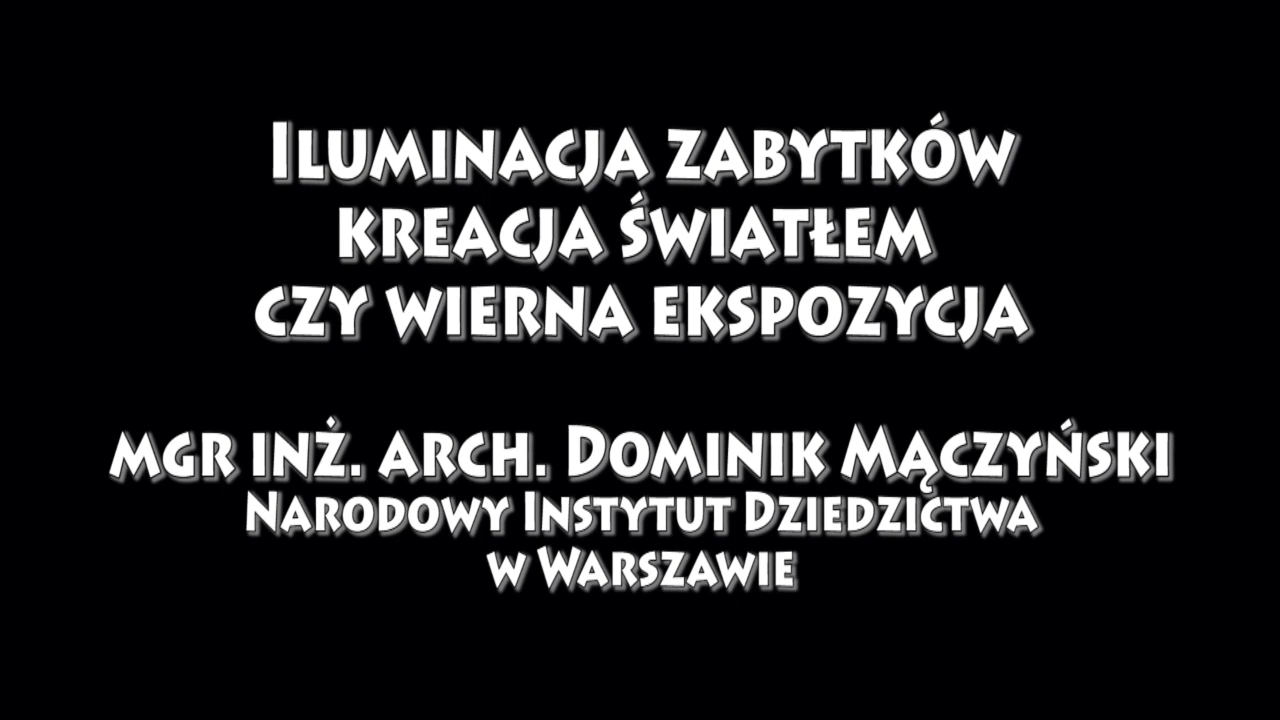 Iluminacja zabytków
kreacja światłem
czy wierna ekspozycja
mgr inż. arch. Dominik Mączyński
Narodowy Instytut Dziedzictwa
w Warszawie